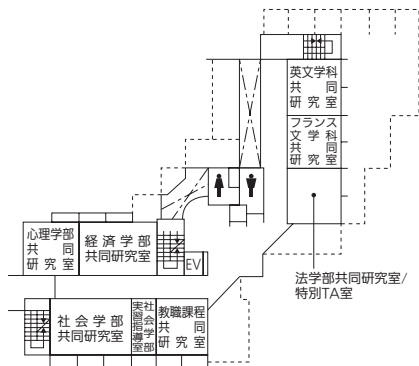 英文学科
共同
研究室
フランス
文学科
共同
研究室
法学部共同研究室/
特別TA室
心理学部
共同
研究室
経済学部
共同研究室
EV
社会学部
共同研究室
社会学部
実習指導室
教職課程
共同
研究室